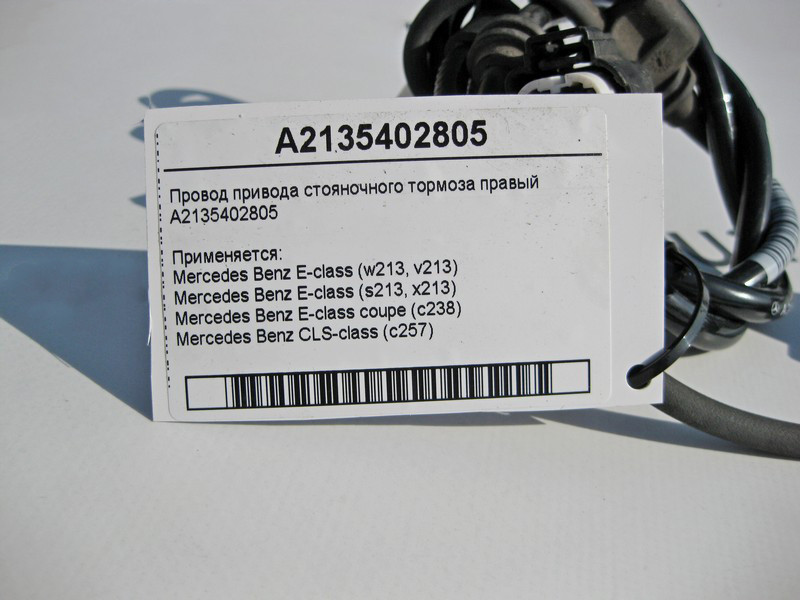 A2135402805
Провод привода стояночного тормоза правый
A2135402805
Применяется:
Mercedes Benz E-class (w213, v213)
Mercedes Benz E-class (s213, x213)
Mercedes Benz E-class coupe (c238)
Mercedes Benz CLS-class (c257)